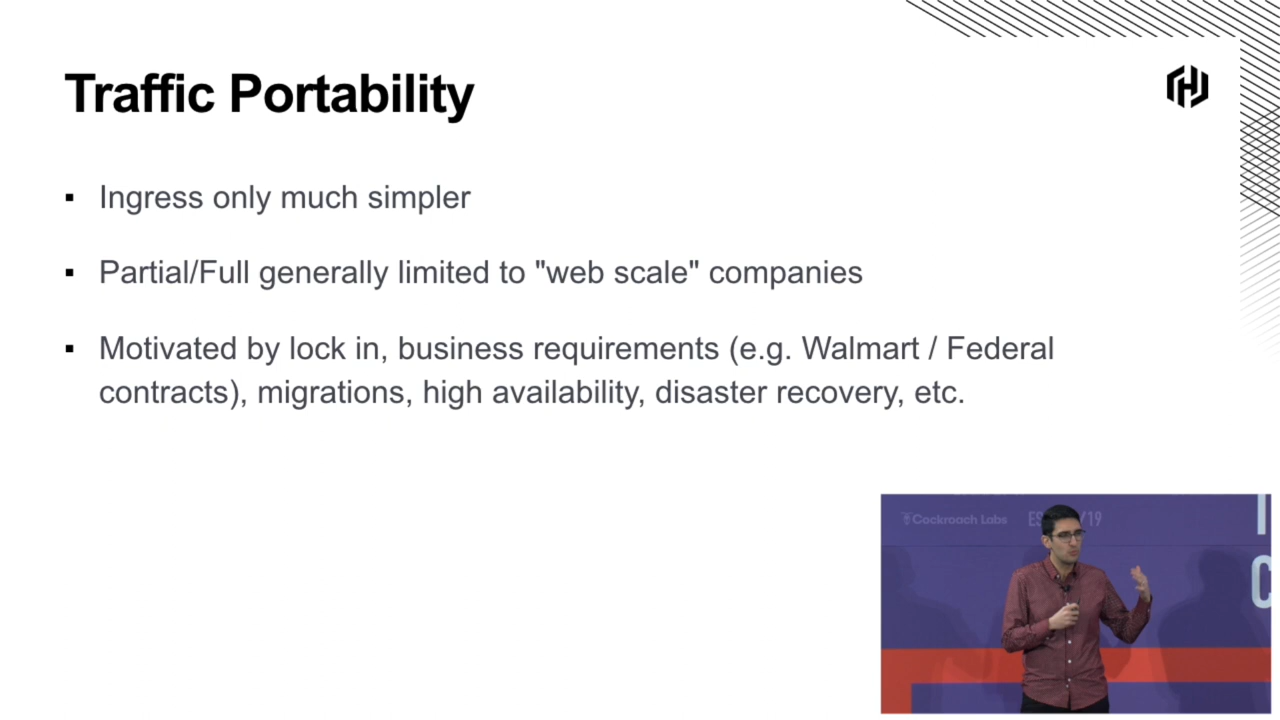 Traffic Portability
Ingress only much simpler
Partial/Full generally limited to "web scale" companies
Motivated by lock in, business requirements (e.g. Walmart / Federal
contracts), migrations, high availability, disaster recovery, etc.
Cockroach Labs